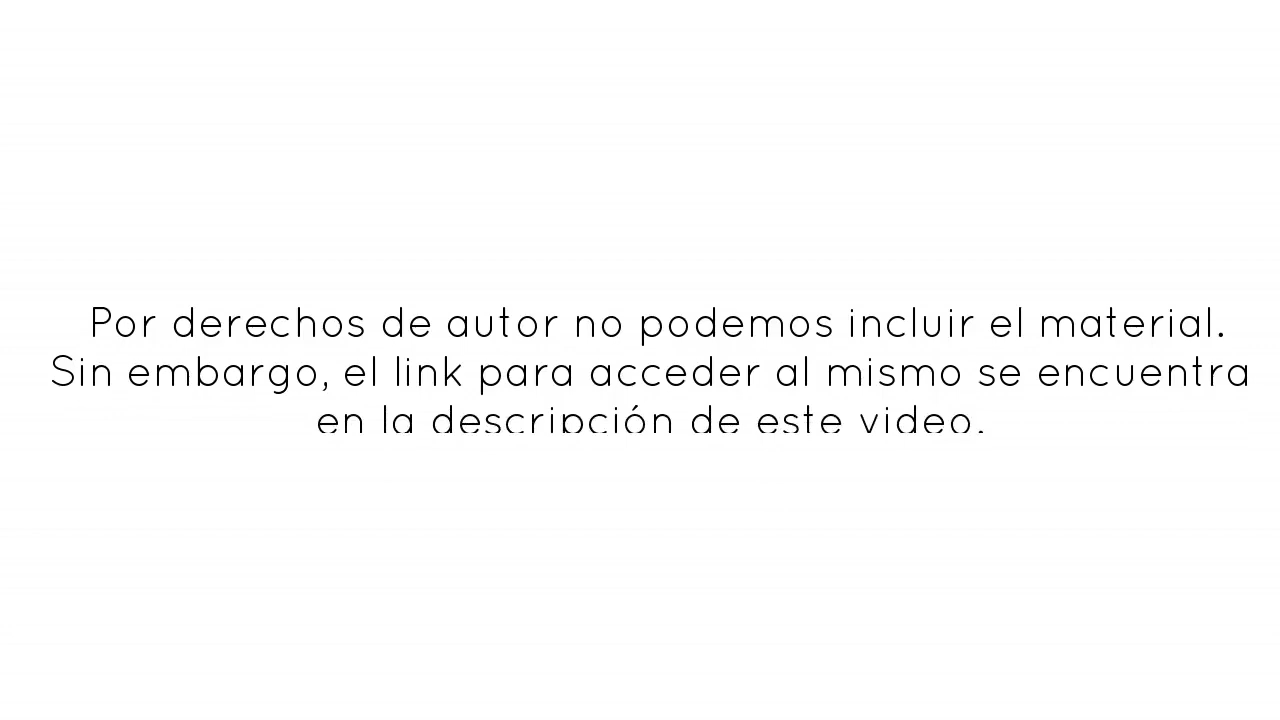 Por derechos de autor no podemos incluir el material.
Sin embargo, el link para acceder al mismo se encuentra
en la descripción de este video.